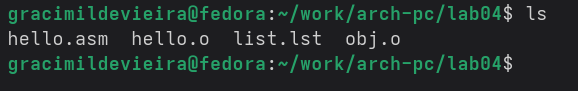 gracimildevieira@fedora:~/work/arch-pc/lab04$ ls
hello.asm  hello.o  list.lst  obj.o
gracimildevieira@fedora:~/work/arch-pc/lab04$